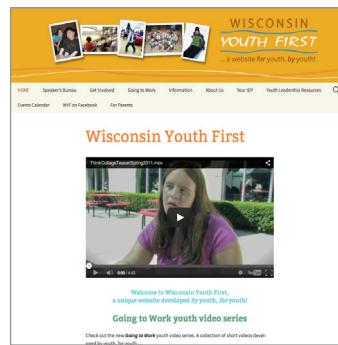 WISCONSIN
YOUTH FIRST
...a website for youth, by youth!
HOME Speaker's Bureau Get Involved Going to Work Information About Us Your IEP Youth Leadership Resources
Events Calendar WYF on Facebook For Parents
Wisconsin Youth First
ThinkCollegeTeaserSpring2011.mov
0:00 / 4:43
YouTube
Welcome to Wisconsin Youth First,
a unique website developed by youth, for youth!
Going to Work youth video series
Check out the new Going to Work youth video series. A collection of short videos devel-
oped by youth, for youth.